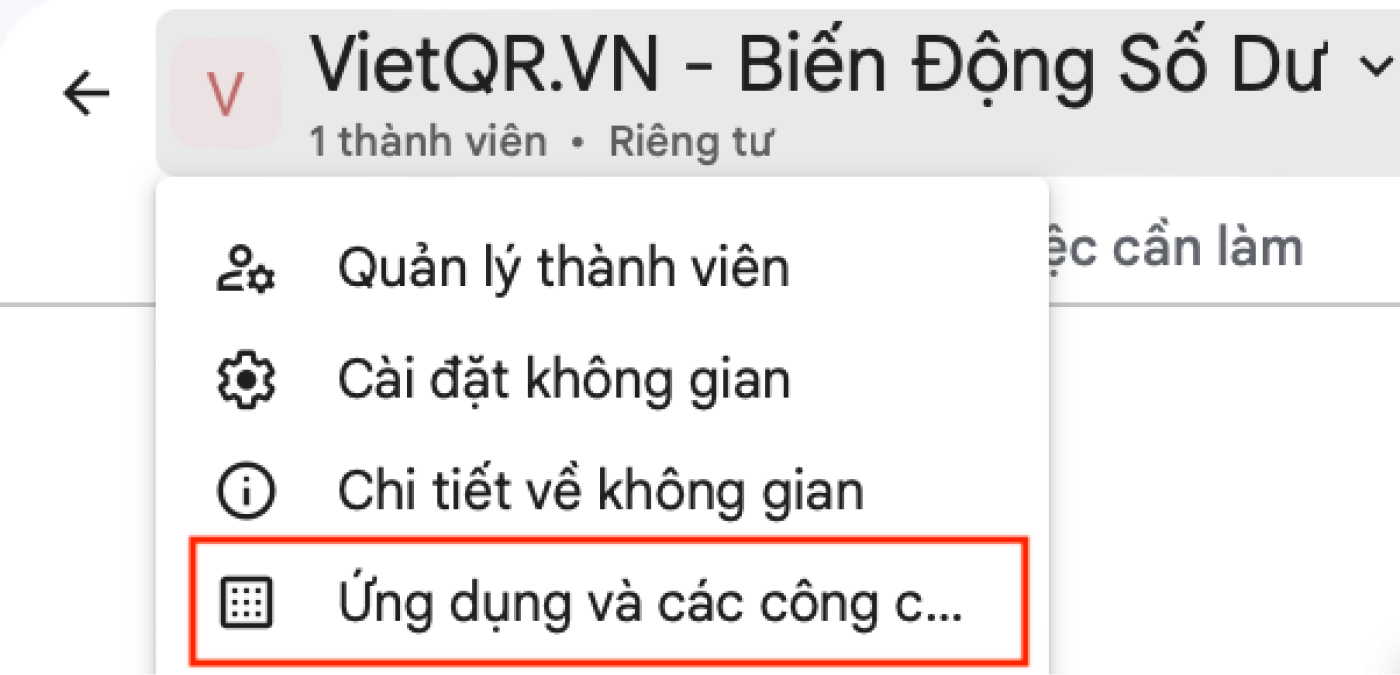 V
VietQR.VN - Biến Động Số Dư
1 thành viên • Riêng tư
Quản lý thành viên
cần làm
Cài đặt không gian
Chi tiết về không gian
Ứng dụng và các công c...